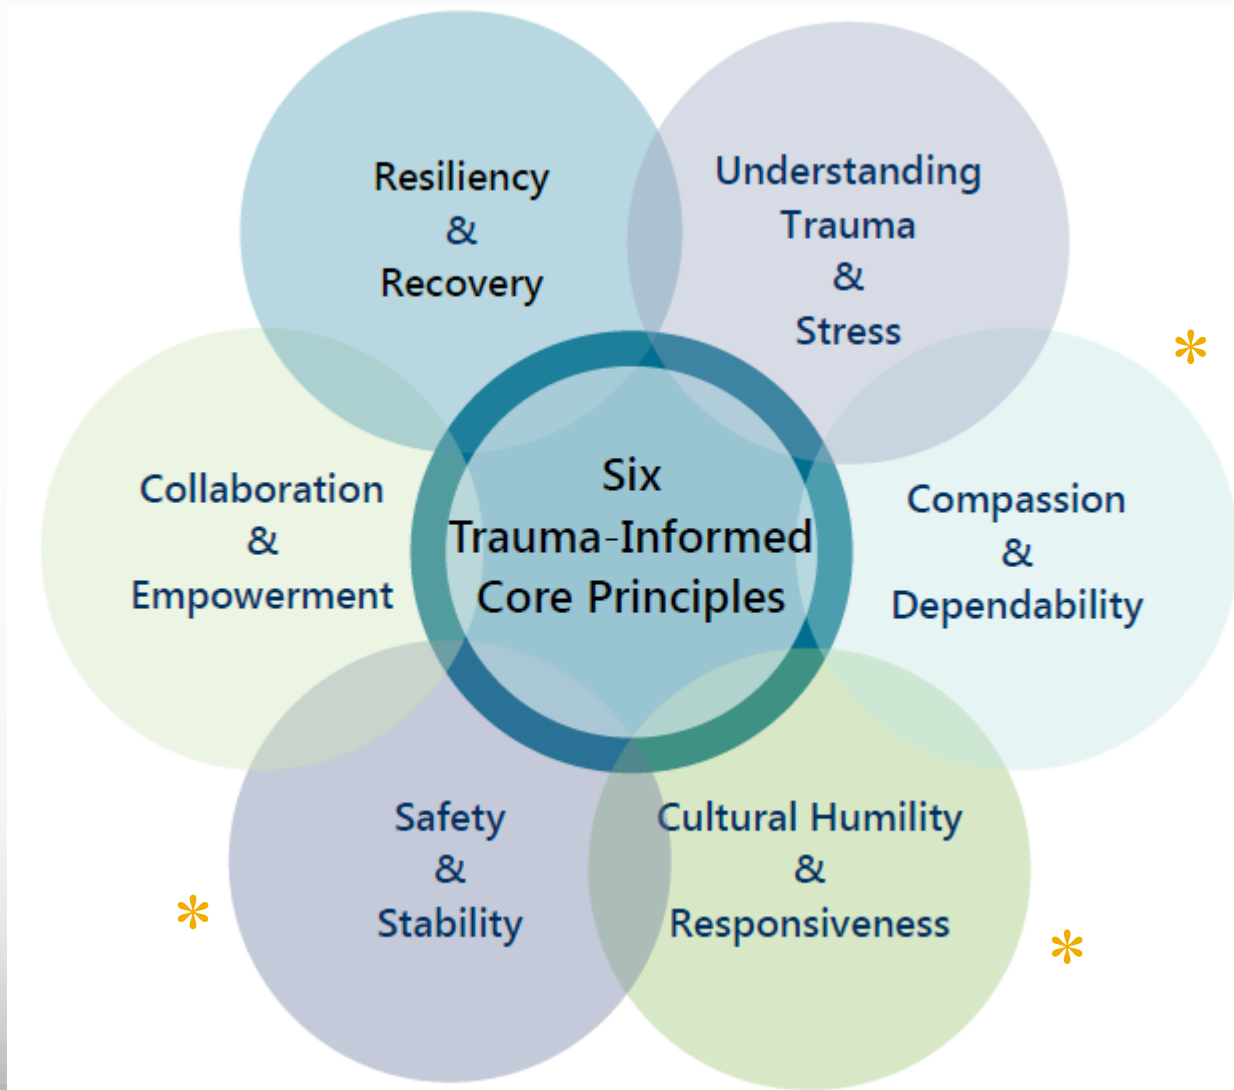 Resiliency
&
Recovery
Understanding
Trauma
&
Stress
*
Collaboration
&
Empowerment
Six
Trauma-Informed
Core Principles
Compassion
&
Dependability
Safety
&
Stability
*
Cultural Humility
&
Responsiveness
*